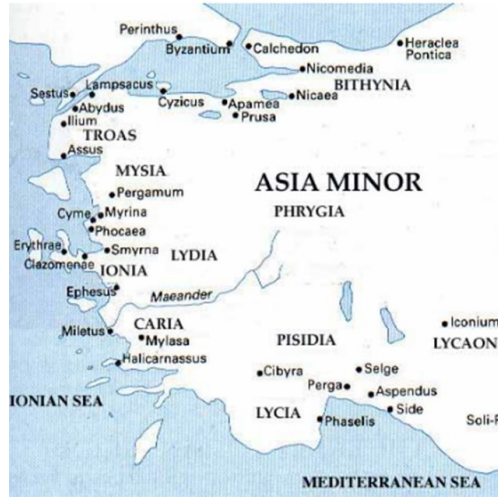 Perinthus
Byzantium
Calchedon
Heraclea
Pontica
Nicomedia
BITHYNIA
Sestus
Lampsacus
Cyzicus
Apamea
Nicaea
Abydus
Prusa
Ilium
TROAS
Assus
MYSIA
ASIA MINOR
Pergamum
PHRYGIA
Cyme
Myrina
Phocaea
Erythrae
Smyrna
LYDIA
Clazomenae
IONIA
Ephesus
Maeander
Miletus
CARIA
Iconium
Mylasa
PISIDIA
LYCAON
Halicarnassus
Cibyra
Selge
Perga
Aspendus
IONIAN SEA
LYCIA
Side
Phaselis
Soli-P
MEDITERRANEAN SEA